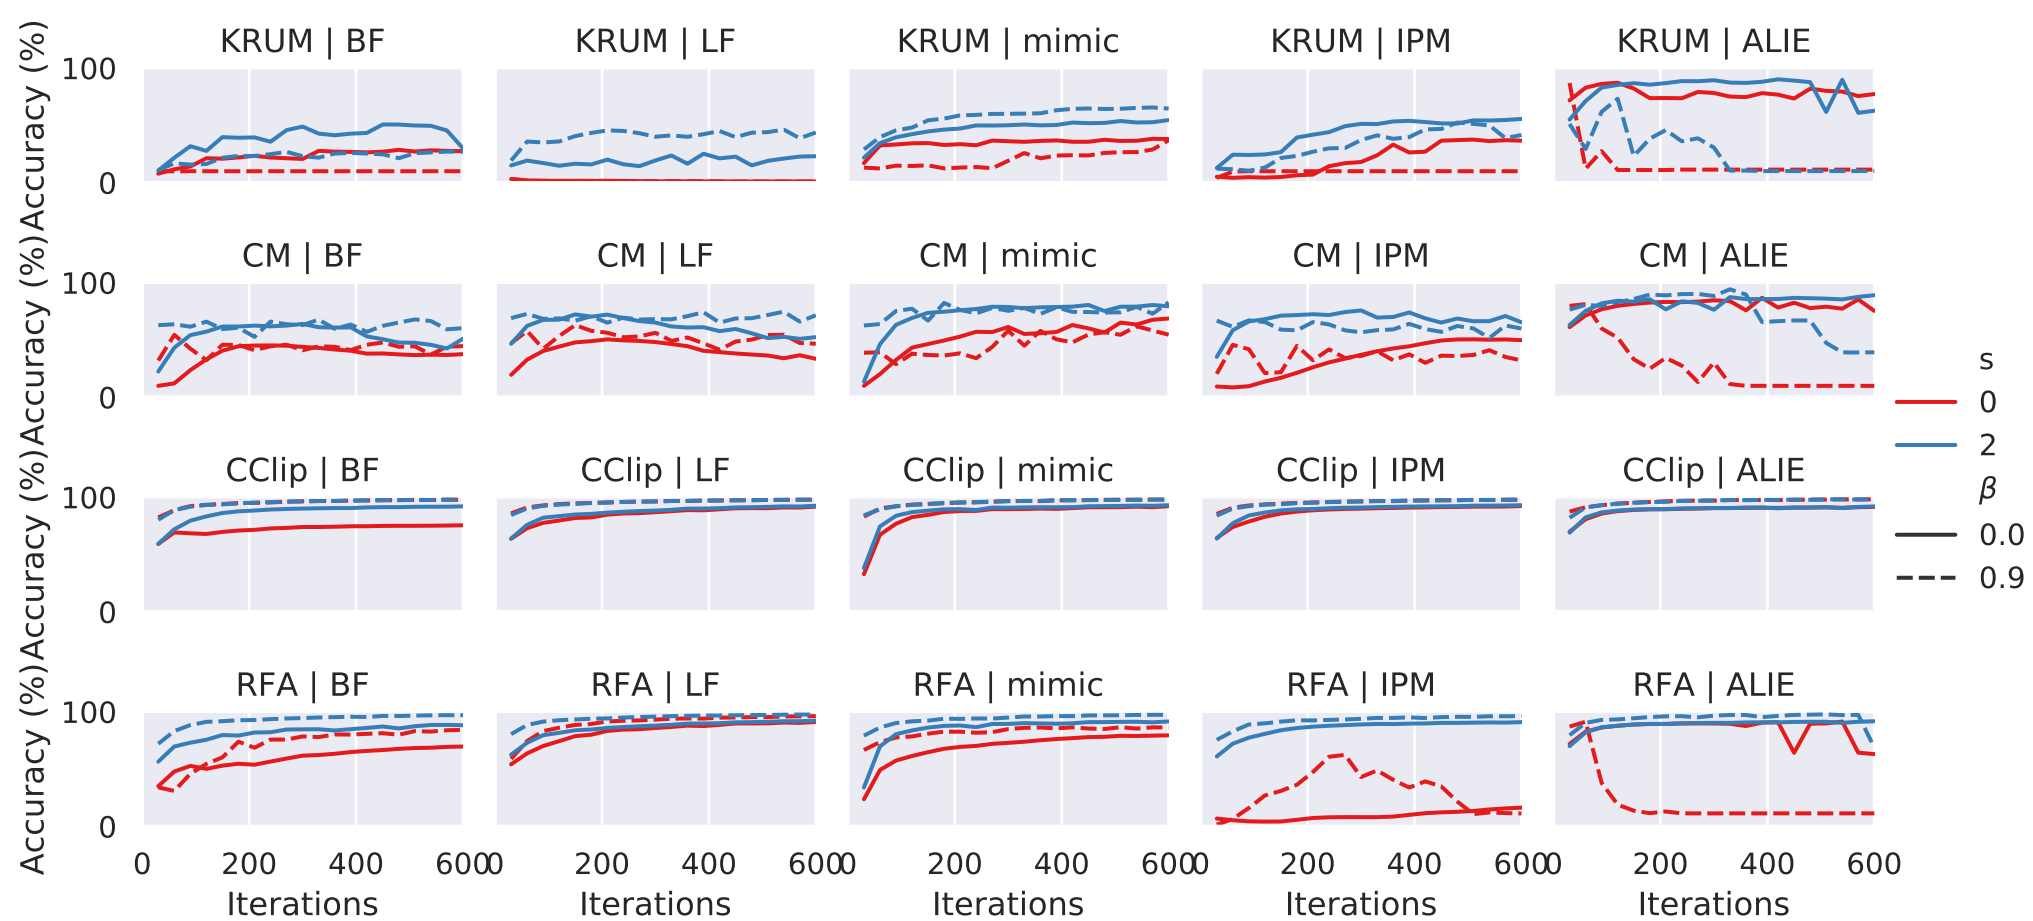 KRUM | BF
KRUM | LF
KRUM | mimic
KRUM | IPM
KRUM | ALIE
Accuracy (%)
100
0
CM | BF
CM | LF
CM | mimic
CM | IPM
CM | ALIE
Accuracy (%)
100
0
CClip | BF
CClip | LF
CClip | mimic
CClip | IPM
CClip | ALIE
Accuracy (%)
100
0
RFA | BF
RFA | LF
RFA | mimic
RFA | IPM
RFA | ALIE
Accuracy (%)
100
0
0 200 400 600
0 200 400 600
0 200 400 600
0 200 400 600
0 200 400 600
Iterations
Iterations
Iterations
Iterations
Iterations
s
0
2
β
0.0
0.9